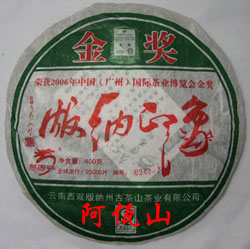 金奖
荣获2006年中国(广州)国际茶业博览会金奖
版纳印象
净含量:400克
云南西双版纳州古茶山茶业有限公司
阿值山